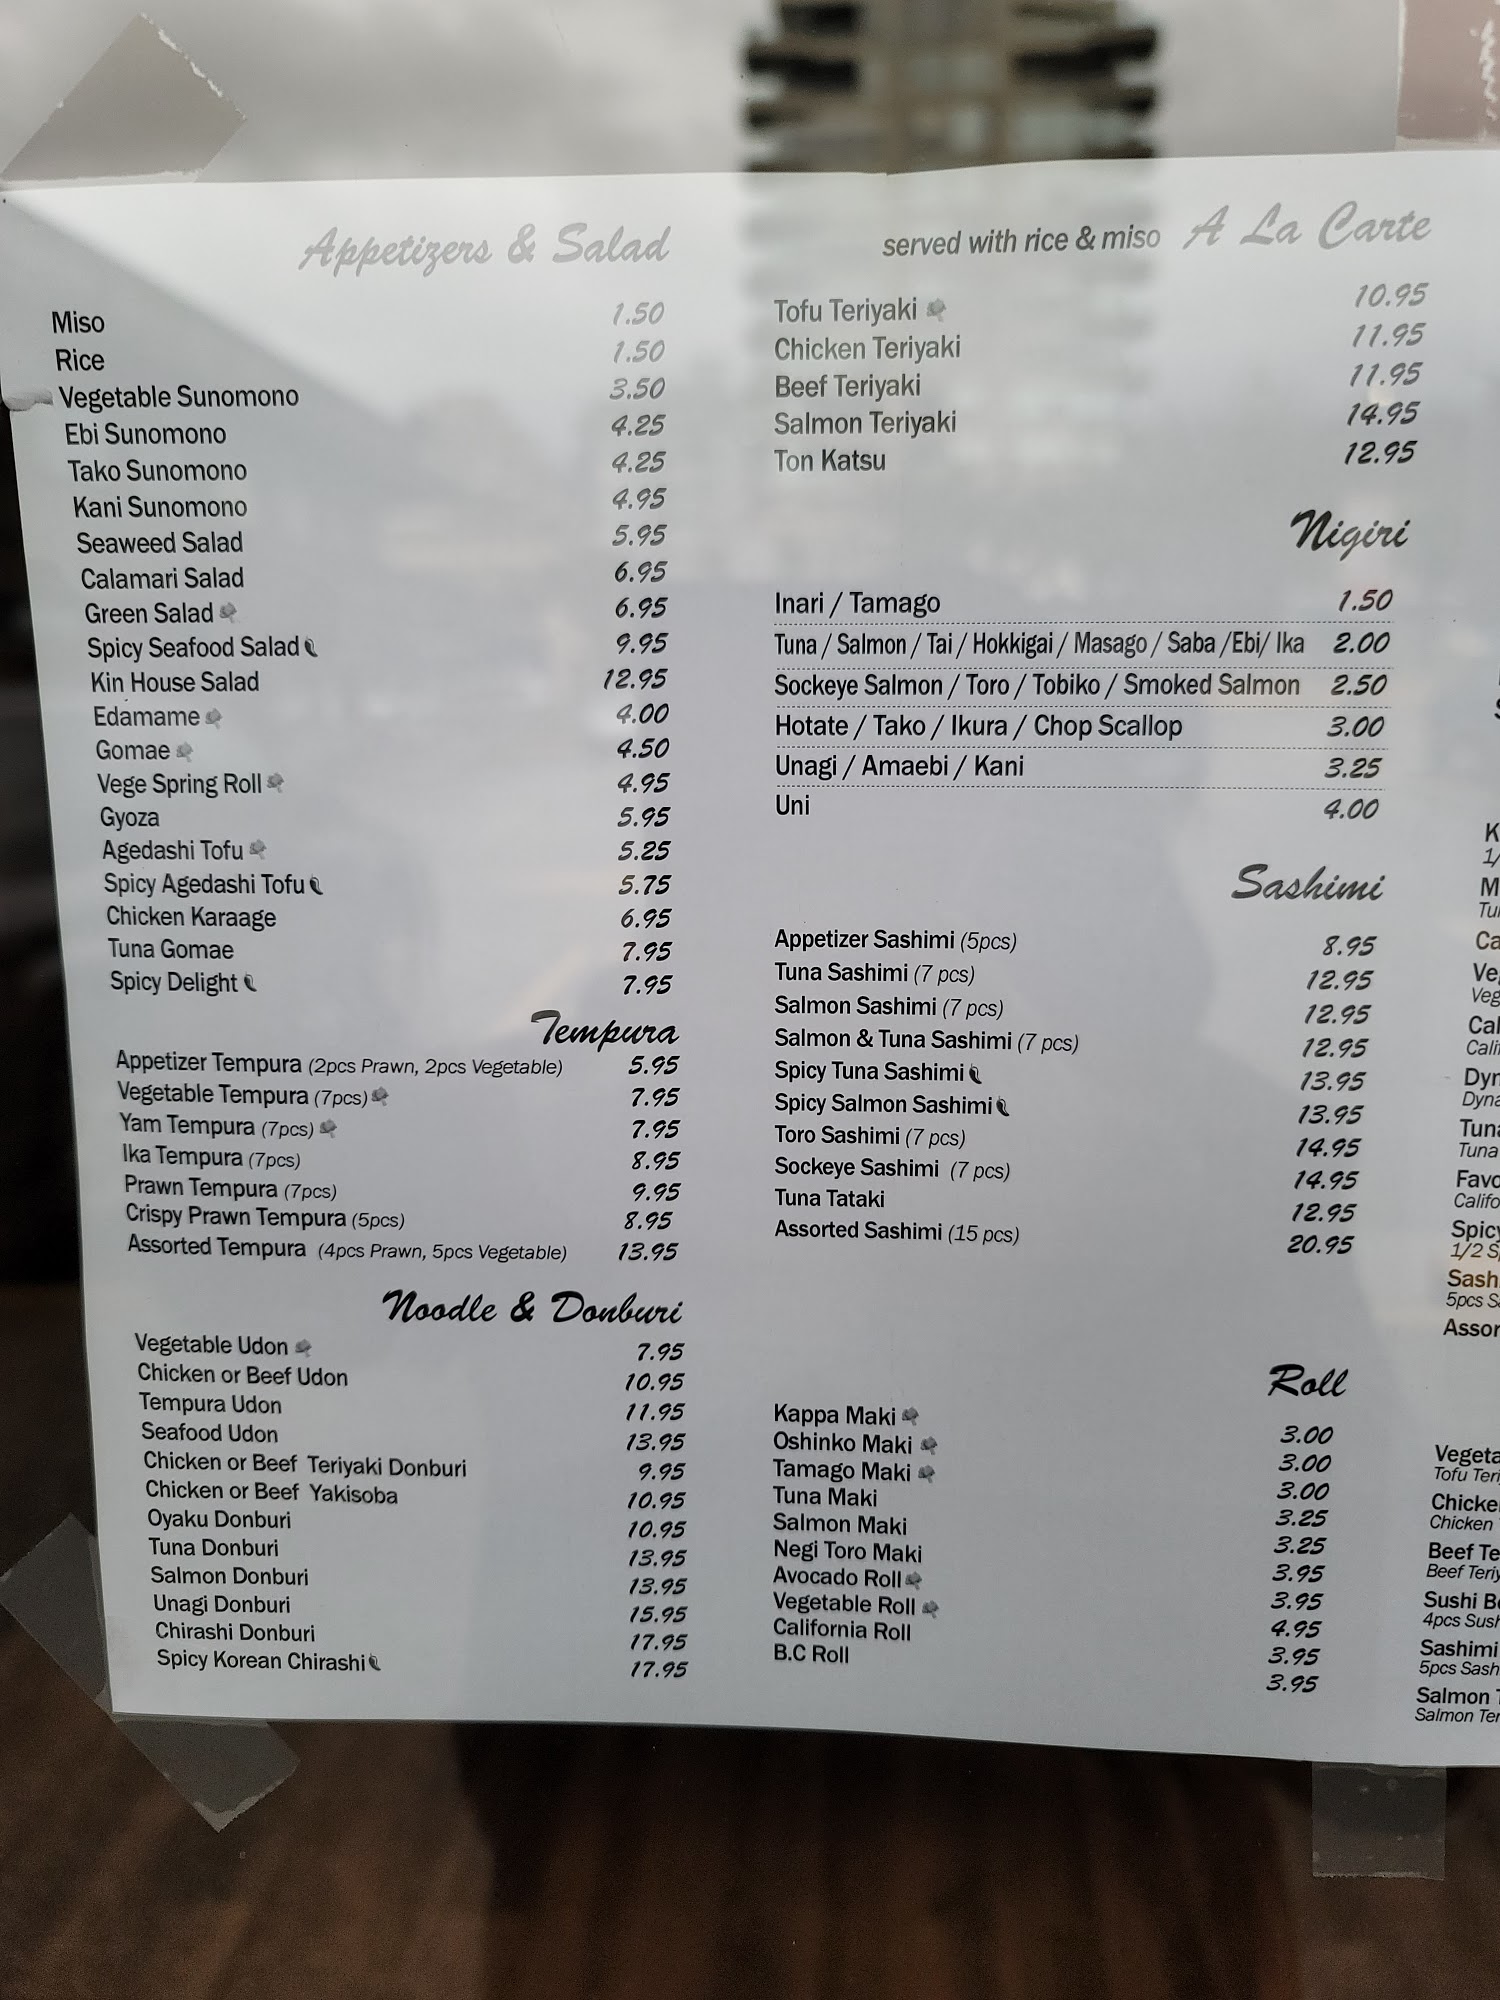 Appetizers & Salad
Miso 1.50
Rice 1.50
Vegetable Sunomono 3.50
Ebi Sunomono 4.25
Tako Sunomono 4.25
Kani Sunomono 4.95
Seaweed Salad 5.95
Calamari Salad 6.95
Green Salad 6.95
Spicy Seafood Salad 9.95
Kin House Salad 12.95
Edamame 4.00
Gomae 4.50
Vege Spring Roll 4.95
Gyoza 5.95
Agedashi Tofu 5.25
Spicy Agedashi Tofu 5.75
Chicken Karaage 6.95
Tuna Gomae 7.95
Spicy Delight 7.95
Tempura
Appetizer Tempura (2pcs Prawn, 2pcs Vegetable) 5.95
Vegetable Tempura (7pcs) 7.95
Yam Tempura (7pcs) 7.95
Ika Tempura (7pcs) 8.95
Prawn Tempura (7pcs) 9.95
Crispy Prawn Tempura (5pcs) 8.95
Assorted Tempura (4pcs Prawn, 5pcs Vegetable) 13.95
Noodle & Donburi
Vegetable Udon 7.95
Chicken or Beef Udon 10.95
Tempura Udon 11.95
Seafood Udon 13.95
Chicken or Beef Teriyaki Donburi 9.95
Chicken or Beef Yakisoba 10.95
Oyaku Donburi 10.95
Tuna Donburi 13.95
Salmon Donburi 13.95
Unagi Donburi 15.95
Chirashi Donburi 17.95
Spicy Korean Chirashi 17.95
served with rice & miso A La Carte
Tofu Teriyaki 10.95
Chicken Teriyaki 11.95
Beef Teriyaki 11.95
Salmon Teriyaki 14.95
Ton Katsu 12.95
Nigiri
Inari / Tamago 1.50
Tuna / Salmon / Tai / Hokkigai / Masago / Saba /Ebi/ Ika 2.00
Sockeye Salmon / Toro / Tobiko / Smoked Salmon 2.50
Hotate / Tako / Ikura / Chop Scallop 3.00
Unagi / Amaebi / Kani 3.25
Uni 4.00
Sashimi
Appetizer Sashimi (5pcs) 8.95
Tuna Sashimi (7 pcs) 12.95
Salmon Sashimi (7 pcs) 12.95
Salmon & Tuna Sashimi (7 pcs) 12.95
Spicy Tuna Sashimi 13.95
Spicy Salmon Sashimi 13.95
Toro Sashimi (7 pcs) 14.95
Sockeye Sashimi (7 pcs) 14.95
Tuna Tataki 12.95
Assorted Sashimi (15 pcs) 20.95
Roll
Kappa Maki 3.00
Oshinko Maki 3.00
Tamago Maki 3.00
Tuna Maki 3.25
Salmon Maki 3.25
Negi Toro Maki 3.95
Avocado Roll 3.95
Vegetable Roll 4.95
California Roll 3.95
B.C Roll 3.95
Tuna
Spicy
1/2
5pcs
Beef
Sushi
4pcs
Sashimi
5pcs
Salmon
Salmon